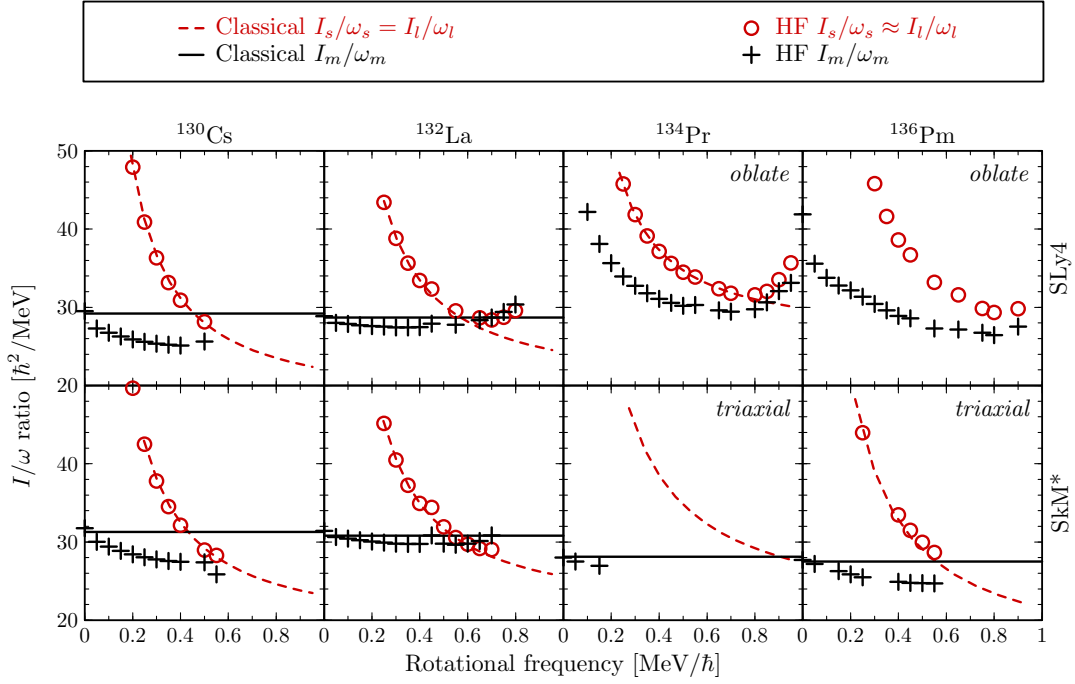 Classical I_s/ω_s = I_l/ω_l
HF I_s/ω_s ≈ I_l/ω_l
Classical I_m/ω_m
HF I_m/ω_m
¹³⁰Cs
¹³²La
¹³⁴Pr
¹³⁶Pm
50
40
30
20
oblate
oblate
SLy4
I/ω ratio [ħ²/MeV]
40
30
20
triaxial
triaxial
SkM*
0 0.2 0.4 0.6 0 0.2 0.4 0.6 0.8 0 0.2 0.4 0.6 0.8 0.2 0.4 0.6 0.8 1
Rotational frequency [MeV/ħ]